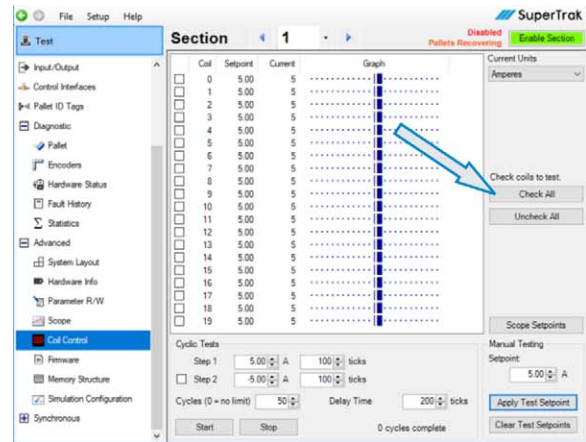 File Setup Help
SuperTrak
Test
Section 1
Disabled
Pallets Recovering
Enable Section
Input/Output
Control Interfaces
Pallet ID Tags
Diagnostic
Pallet
Encoders
Hardware Status
Fault History
Statistics
Advanced
System Layout
Hardware Info
Parameter R/W
Scope
Coil Control
Firmware
Memory Structure
Simulation Configuration
Synchronous
Coil Setpoint Current Graph
0 5.00 5
1 5.00 5
2 5.00 5
3 5.00 5
4 5.00 5
5 5.00 5
6 5.00 5
7 5.00 5
8 5.00 5
9 5.00 5
10 5.00 5
11 5.00 5
12 5.00 5
13 5.00 5
14 5.00 5
15 5.00 5
16 5.00 5
17 5.00 5
18 5.00 5
19 5.00 5
Current Units
Amperes
Check coils to test.
Check All
Uncheck All
Scope Setpoints
Cyclic Tests
Step 1 5.00 A 100 ticks
Step 2 -5.00 A 100 ticks
Cycles (0 = no limit) 50 Delay Time 200 ticks
Start Stop 0 cycles complete
Manual Testing
Setpoint:
5.00 A
Apply Test Setpoint
Clear Test Setpoints